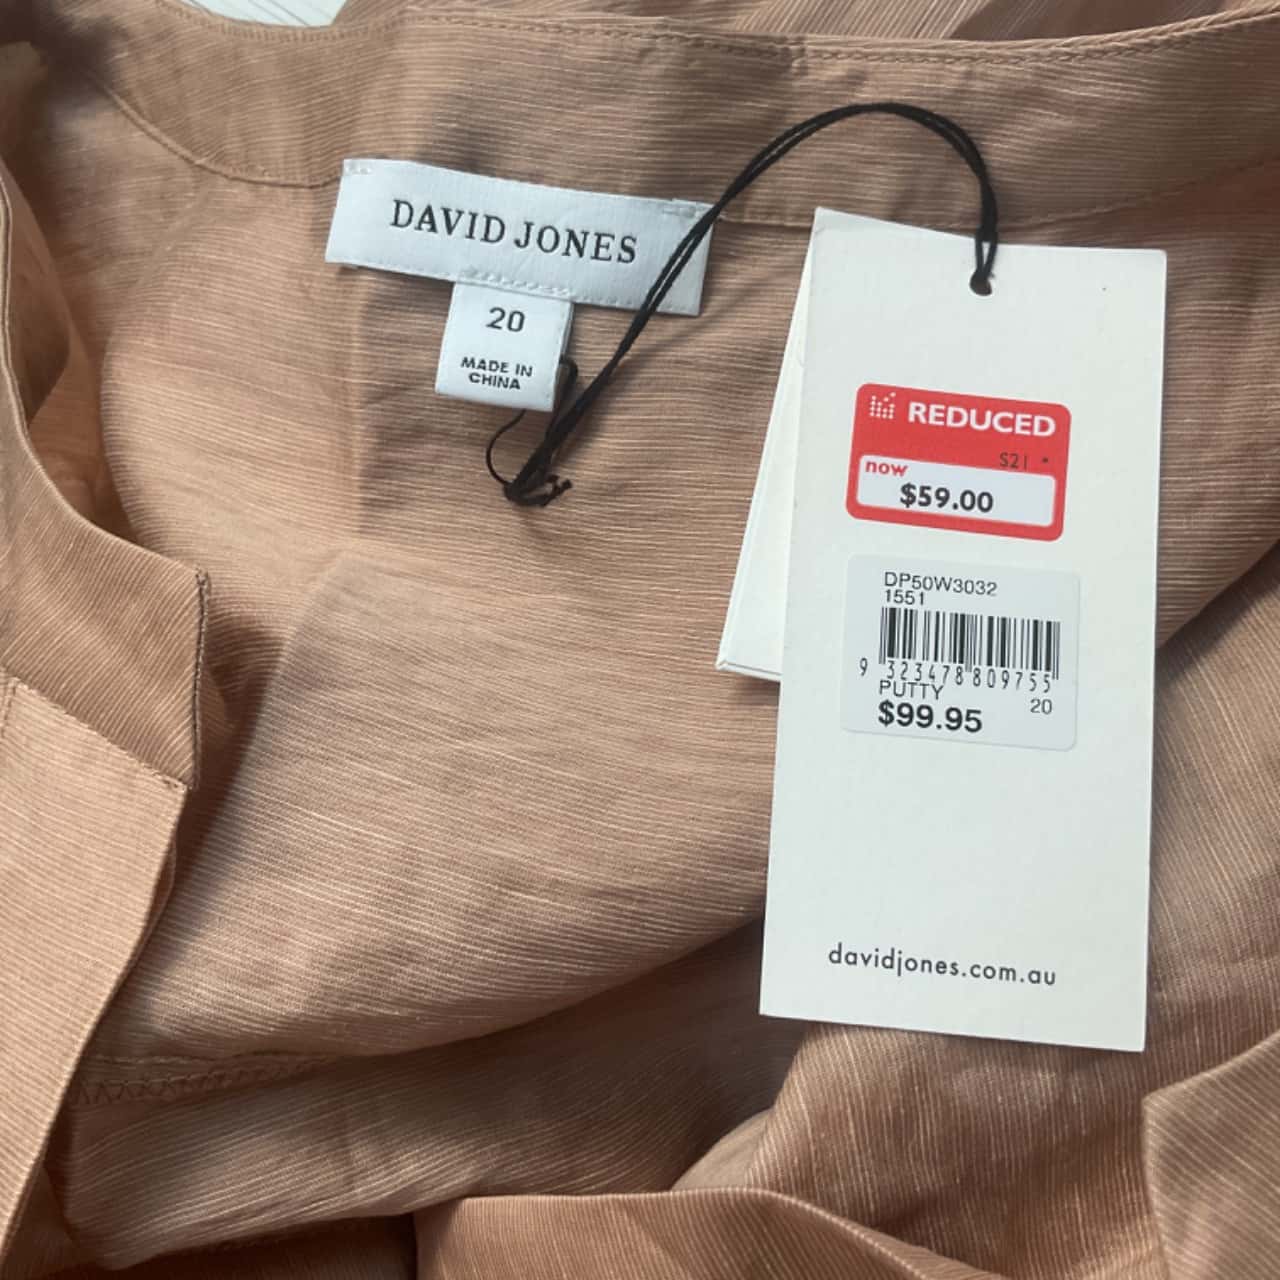 DAVID JONES
20
MADE IN
CHINA
REDUCED
S21 *
now
$59.00
DP50W3032
1551
9 323478 809755
PUTTY 20
$99.95
davidjones.com.au